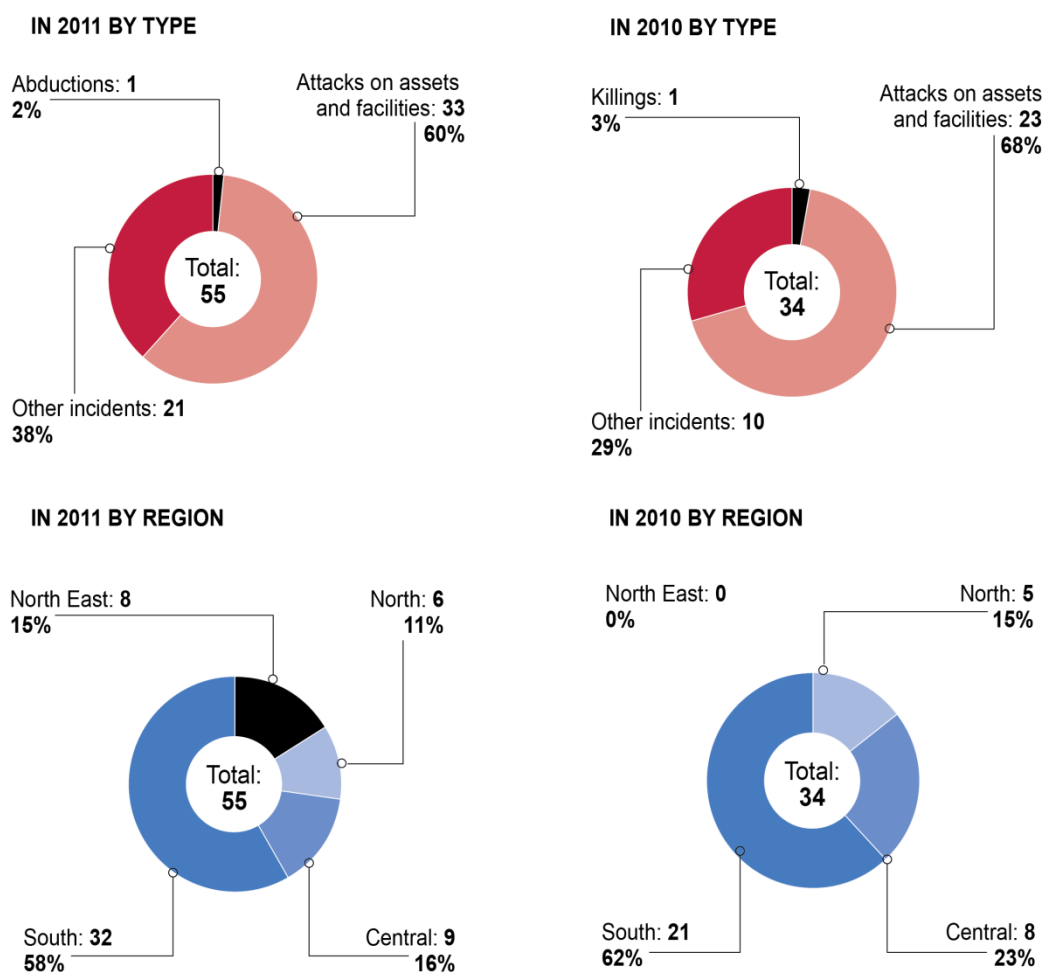 IN 2011 BY TYPE
Abductions: 1
2%
Attacks on assets
and facilities: 33
60%
Total:
55
Other incidents: 21
38%
IN 2010 BY TYPE
Killings: 1
3%
Attacks on assets
and facilities: 23
68%
Total:
34
Other incidents: 10
29%
IN 2011 BY REGION
North East: 8
15%
North: 6
11%
Total:
55
South: 32
58%
Central: 9
16%
IN 2010 BY REGION
North East: 0
0%
North: 5
15%
Total:
34
South: 21
62%
Central: 8
23%